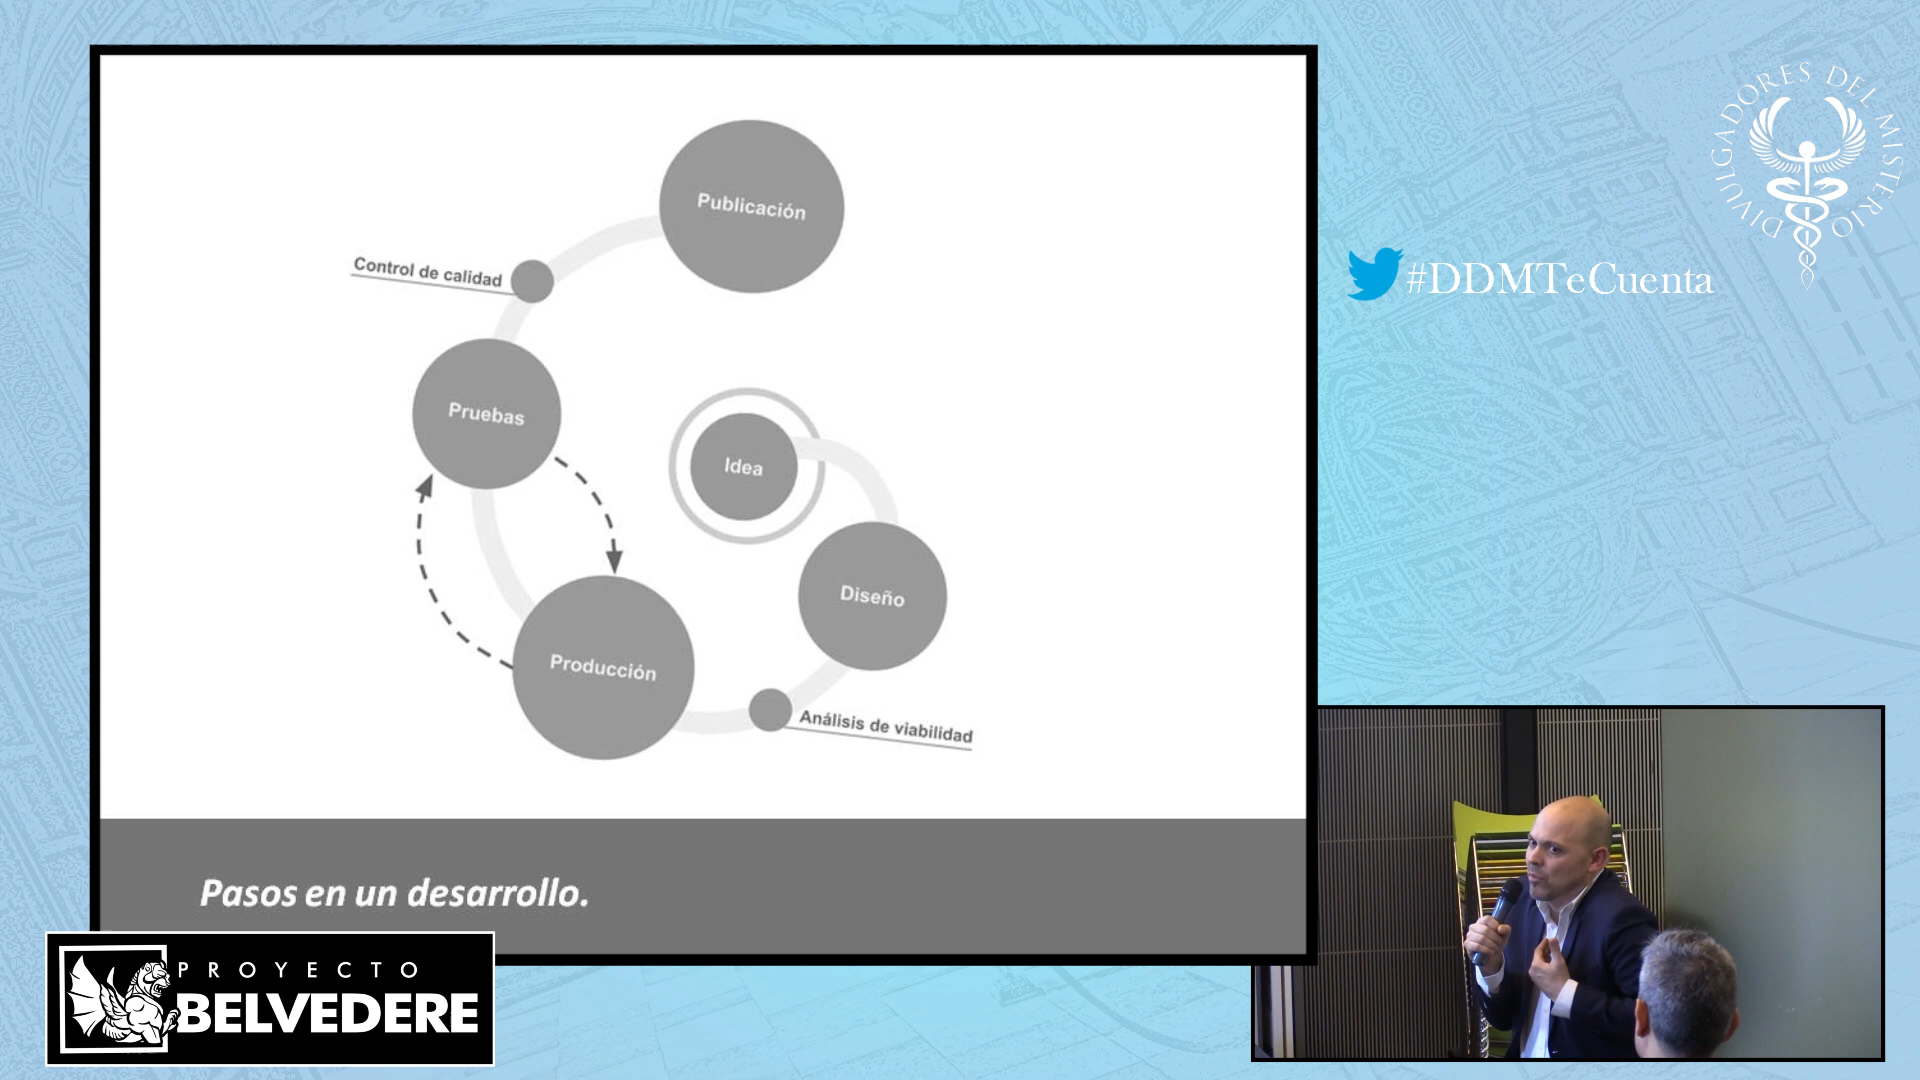 Publicación
Control de calidad
Pruebas
Idea
Diseño
Producción
Análisis de viabilidad
Pasos en un desarrollo.
PROYECTO
BELVEDERE
DIVULGADORES DEL MISTERIO
#DDMTeCuenta